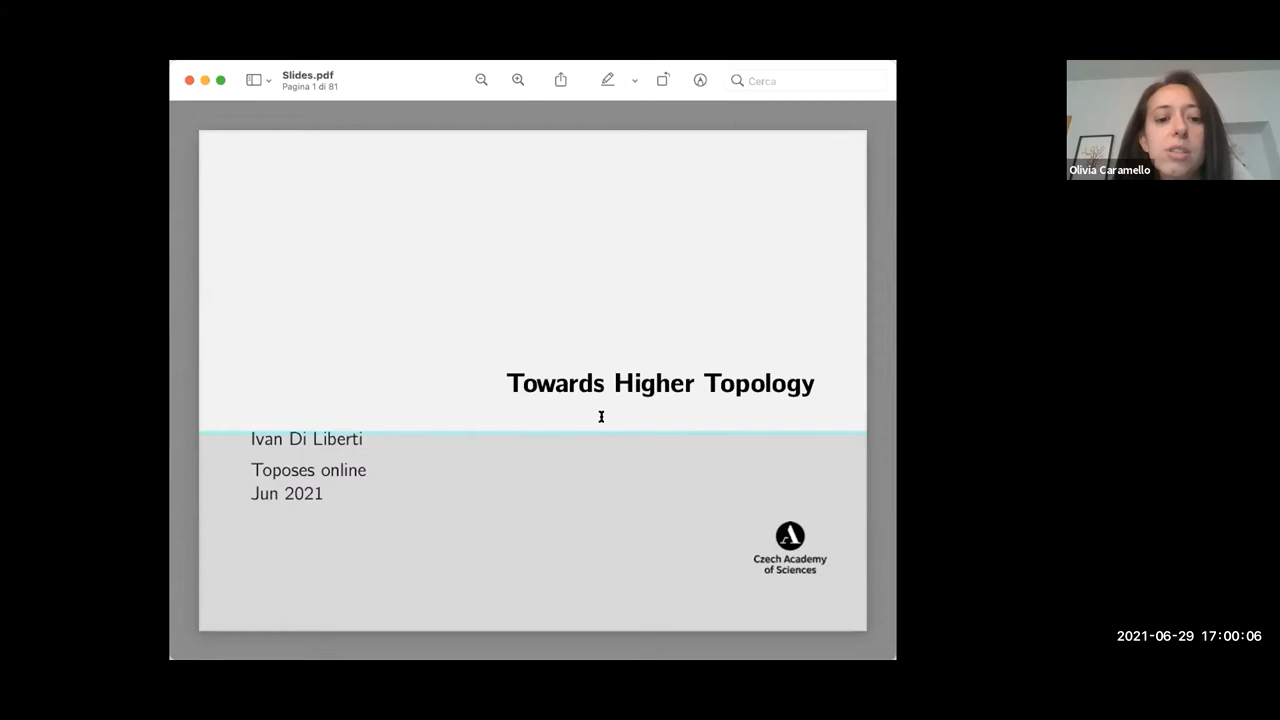 Slides.pdf
Pagina 1 di 81
Cerca
Olivia Caramello
Towards Higher Topology
Ivan Di Liberti
Toposes online
Jun 2021
Czech Academy
of Sciences
2021-06-29 17:00:06